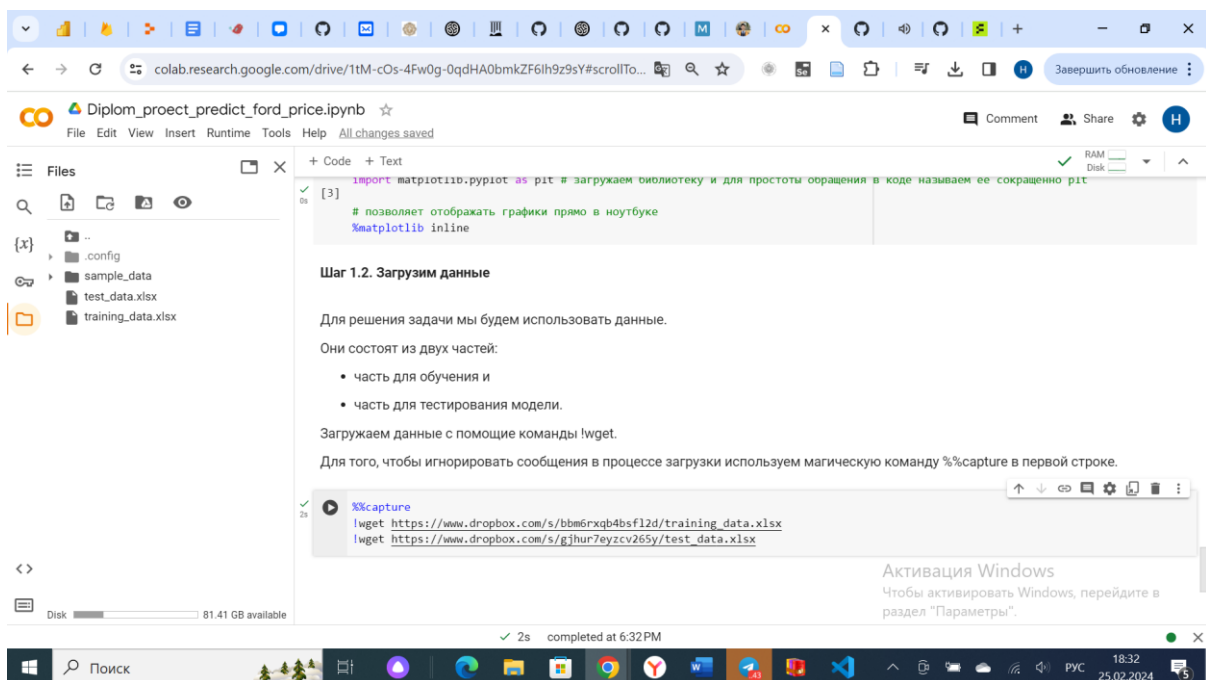 colab.research.google.com/drive/1tM-cOs-4Fw0g-0qdHA0bmkZF6Ih9z9sY#scrollTo...
Завершить обновление
Diplom_proect_predict_ford_price.ipynb
File Edit View Insert Runtime Tools Help All changes saved
Comment Share H
Files
+ Code + Text
RAM
Disk
import matplotlib.pyplot as plt # загружаем библиотеку и для простоты обращения в коде называем её сокращенно plt
[3]
0s
# позволяет отображать графики прямо в ноутбуке
%matplotlib inline
..
.config
sample_data
test_data.xlsx
training_data.xlsx
Шаг 1.2. Загрузим данные
Для решения задачи мы будем использовать данные.
Они состоят из двух частей:
• часть для обучения и
• часть для тестирования модели.
Загружаем данные с помощие команды !wget.
Для того, чтобы игнорировать сообщения в процессе загрузки используем магическую команду %%capture в первой строке.
2s
%%capture
!wget https://www.dropbox.com/s/bbm6rxqb4bsfl2d/training_data.xlsx
!wget https://www.dropbox.com/s/gjhur7eyzcv265y/test_data.xlsx
Активация Windows
Чтобы активировать Windows, перейдите в
раздел "Параметры".
Disk 81.41 GB available
✓ 2s completed at 6:32 PM
Поиск
РУС
18:32
25.02.2024